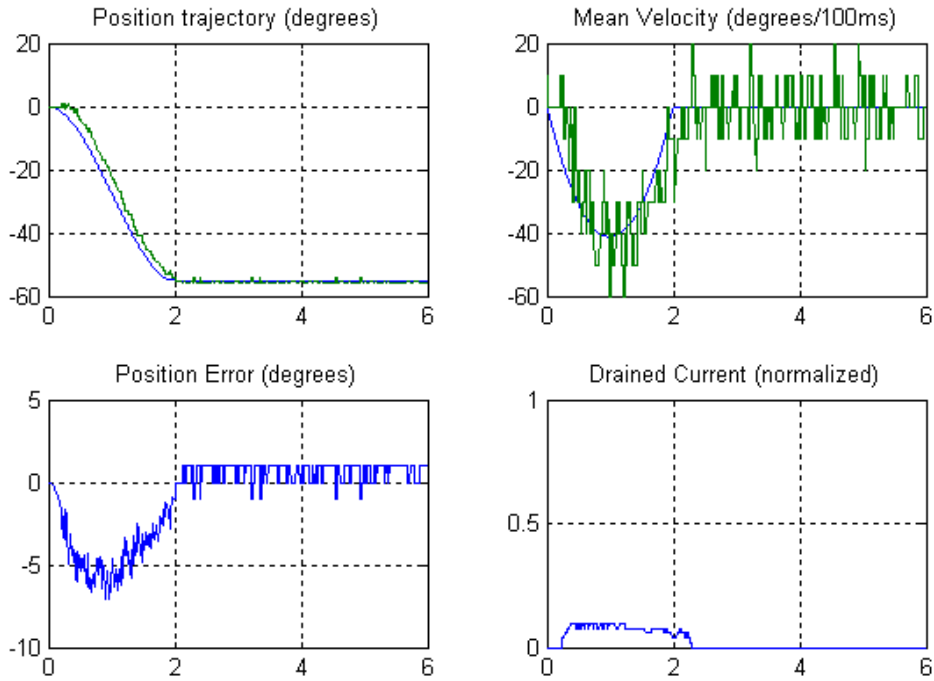 Position trajectory (degrees)
20
0
-20
-40
-60
0 2 4 6
Mean Velocity (degrees/100ms)
20
0
-20
-40
-60
0 2 4 6
Position Error (degrees)
5
0
-5
-10
0 2 4 6
Drained Current (normalized)
1
0.5
0
0 2 4 6